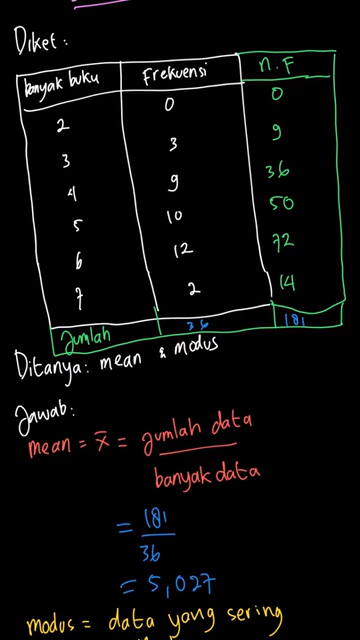 Diket:
banyak buku Frekuensi n.F
2 0 0
3 3 9
4 9 36
5 10 50
6 12 72
7 2 14
Jumlah 36 181
Ditanya: mean & modus
Jawab:
mean = x̄ = jumlah data
banyak data
= 181
36
= 5,027
modus = data yang sering